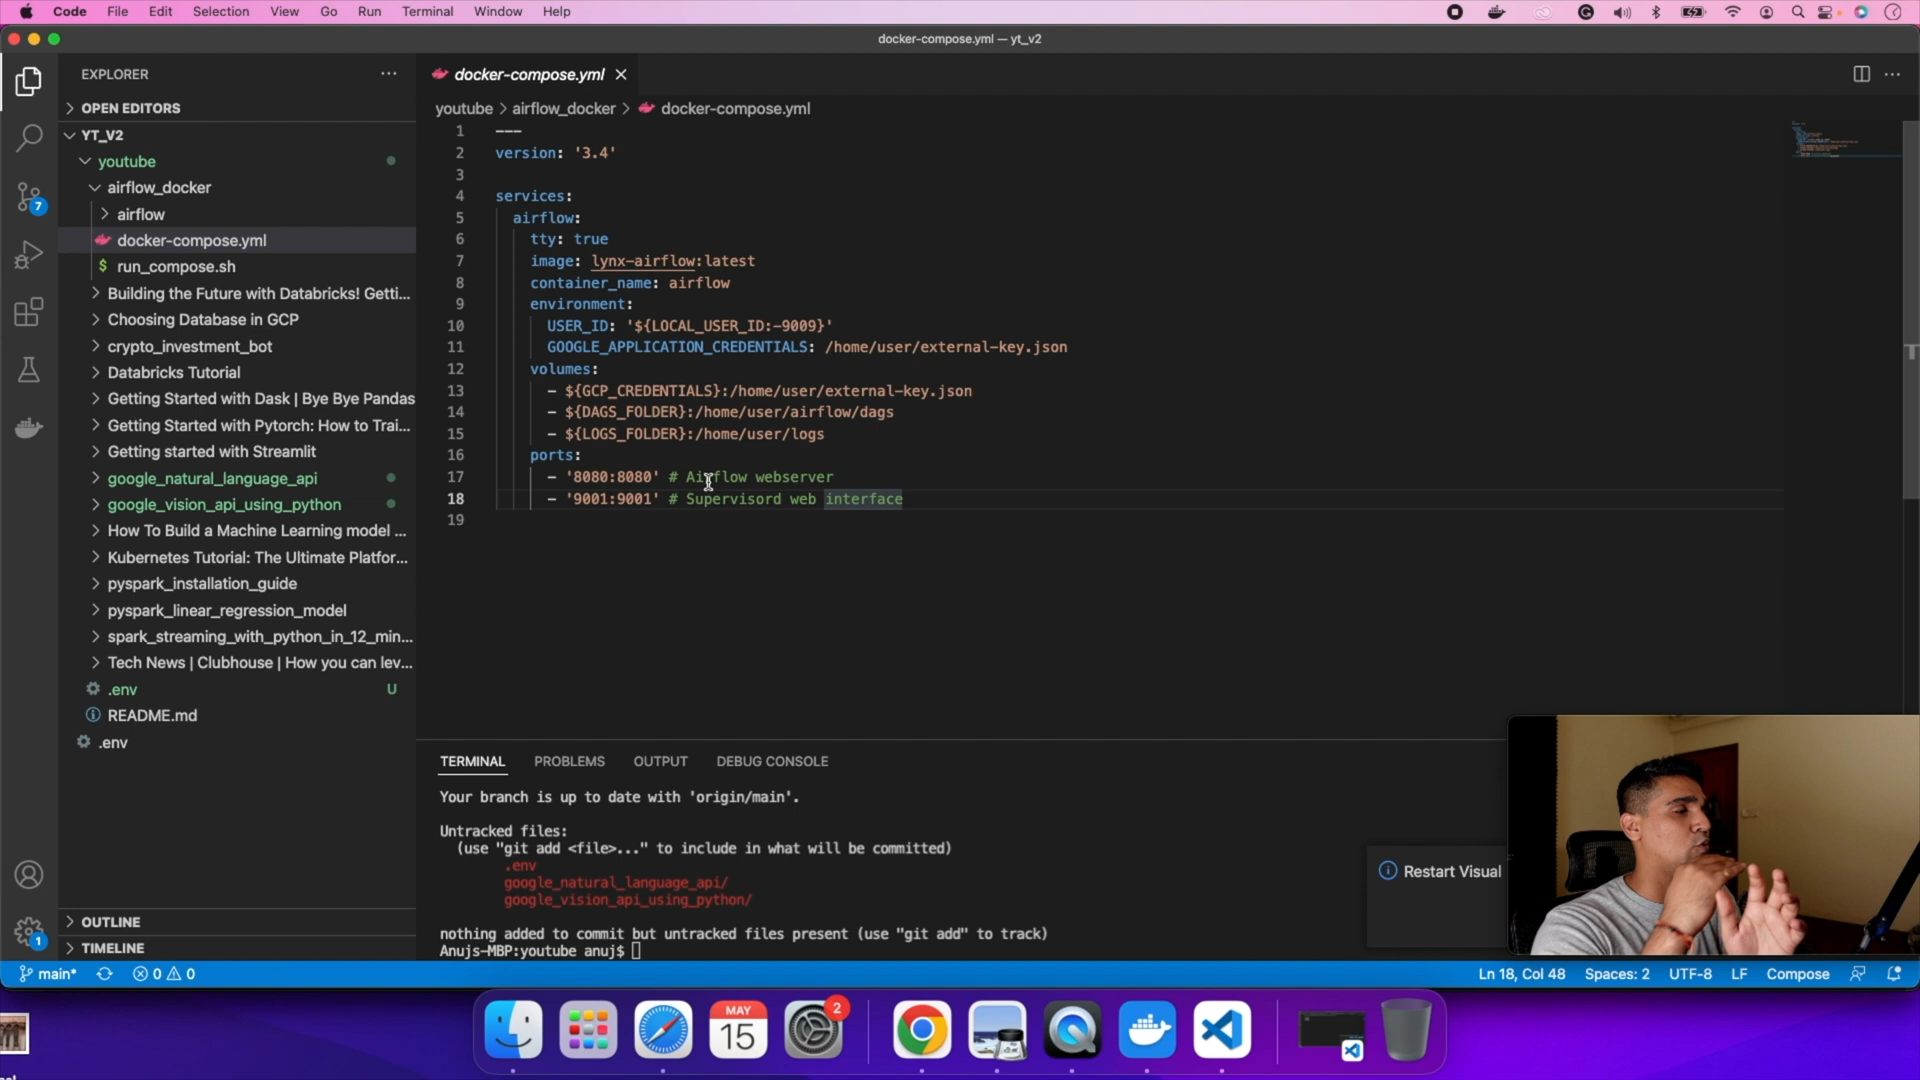 Code File Edit Selection View Go Run Terminal Window Help
docker-compose.yml — yt_v2
EXPLORER
OPEN EDITORS
YT_V2
youtube
airflow_docker
airflow
docker-compose.yml
$ run_compose.sh
Building the Future with Databricks! Getti...
Choosing Database in GCP
crypto_investment_bot
Databricks Tutorial
Getting Started with Dask | Bye Bye Pandas
Getting Started with Pytorch: How to Trai...
Getting started with Streamlit
google_natural_language_api
google_vision_api_using_python
How To Build a Machine Learning model ...
Kubernetes Tutorial: The Ultimate Platfor...
pyspark_installation_guide
pyspark_linear_regression_model
spark_streaming_with_python_in_12_min...
Tech News | Clubhouse | How you can lev...
.env U
README.md
.env
OUTLINE
TIMELINE
7
1
docker-compose.yml
youtube > airflow_docker > docker-compose.yml
1 ---
2 version: '3.4'
3
4 services:
5 airflow:
6 tty: true
7 image: lynx-airflow:latest
8 container_name: airflow
9 environment:
10 USER_ID: '${LOCAL_USER_ID:-9009}'
11 GOOGLE_APPLICATION_CREDENTIALS: /home/user/external-key.json
12 volumes:
13 - ${GCP_CREDENTIALS}:/home/user/external-key.json
14 - ${DAGS_FOLDER}:/home/user/airflow/dags
15 - ${LOGS_FOLDER}:/home/user/logs
16 ports:
17 - '8080:8080' # Airflow webserver
18 - '9001:9001' # Supervisord web interface
19
TERMINAL PROBLEMS OUTPUT DEBUG CONSOLE
Your branch is up to date with 'origin/main'.
Untracked files:
(use "git add <file>..." to include in what will be committed)
.env
google_natural_language_api/
google_vision_api_using_python/
nothing added to commit but untracked files present (use "git add" to track)
Anujs-MBP:youtube anuj$
Restart Visual
main* 0 0 Ln 18, Col 48 Spaces: 2 UTF-8 LF Compose
MAY
15
2